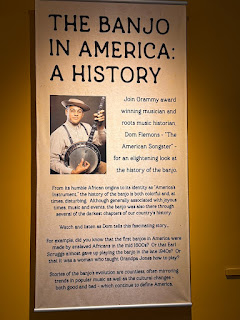 THE BANJO
IN AMERICA:
A HISTORY
Join Grammy award
winning musician and
roots music historian,
Dom Flemons - "The
American Songster" -
for an enlightening look at
the history of the banjo.
From its humble African origins to its identity as "America's
Instrument," the history of the banjo is both colorful and, at
times, disturbing. Although generally associated with joyous
times, music and events, the banjo was also there through
several of the darkest chapters of our country's history.
Watch and listen as Dom tells this fascinating story...
For example, did you know that the first banjos in America were
made by enslaved Africans in the mid 1600s? Or that Earl
Scruggs almost gave up playing the banjo in the late 1940s? Or
that it was a woman who taught Grandpa Jones how to play?
Stories of the banjo's evolution are countless, often mirroring
trends in popular music as well as the cultural changes -
both good and bad - which continue to define America.